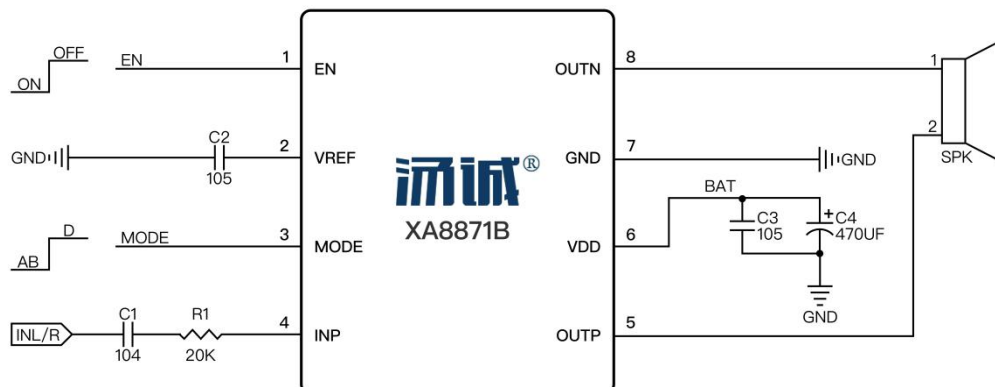 OFF
ON
EN
1
EN
GND
C2
105
2
VREF
D
AB
MODE
3
MODE
INL/R
C1
104
R1
20K
4
INP
汤诚®
XA8871B
OUTN
8
1
GND
7
GND
2
SPK
BAT
VDD
6
C3
105
+
C4
470UF
GND
OUTP
5